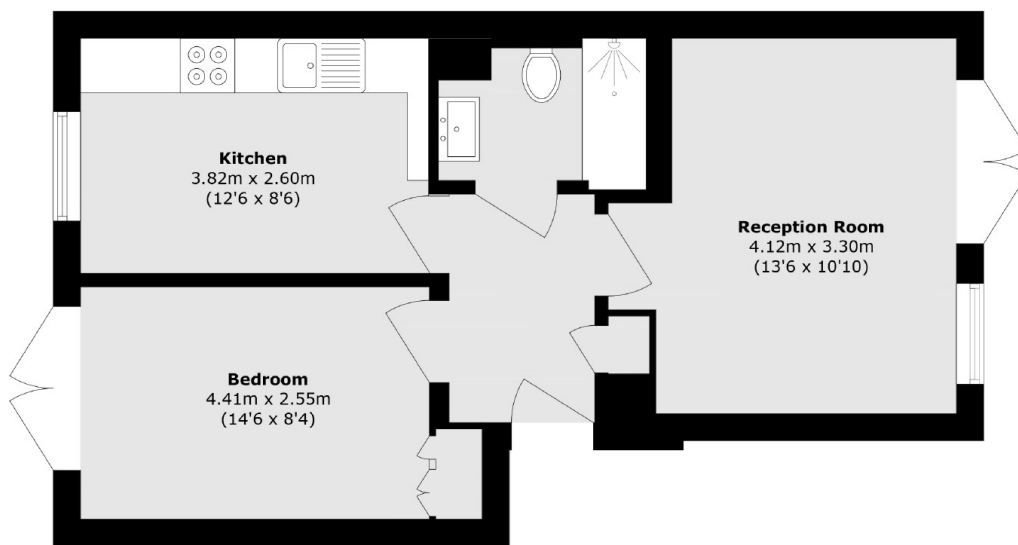 Kitchen
3.82m x 2.60m
(12'6 x 8'6)
Reception Room
4.12m x 3.30m
(13'6 x 10'10)
Bedroom
4.41m x 2.55m
(14'6 x 8'4)